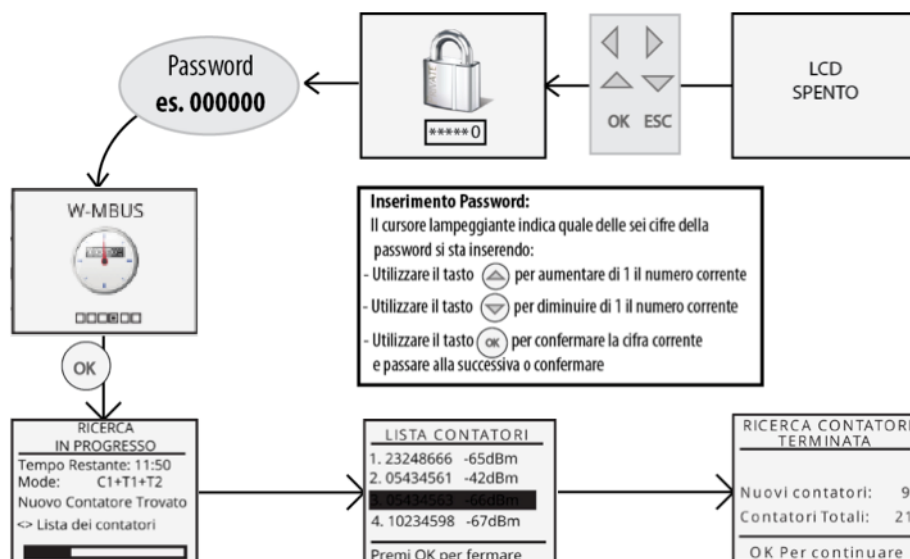 Password
es. 000000
*****0
OK ESC
LCD
SPENTO
W-MBUS
OK
Inserimento Password:
Il cursore lampeggiante indica quale delle sei cifre della
password si sta inserendo:
- Utilizzare il tasto per aumentare di 1 il numero corrente
- Utilizzare il tasto per diminuire di 1 il numero corrente
- Utilizzare il tasto OK per confermare la cifra corrente
e passare alla successiva o confermare
RICERCA
IN PROGRESSO
Tempo Restante: 11:50
Mode: C1+T1+T2
Nuovo Contatore Trovato
<> Lista dei contatori
LISTA CONTATORI
1. 23248666 -65dBm
2. 05434561 -42dBm
3. 05434563 -66dBm
4. 10234598 -67dBm
Premi OK per fermare
RICERCA CONTATORI
TERMINATA
Nuovi contatori: 9
Contatori Totali: 21
OK Per continuare